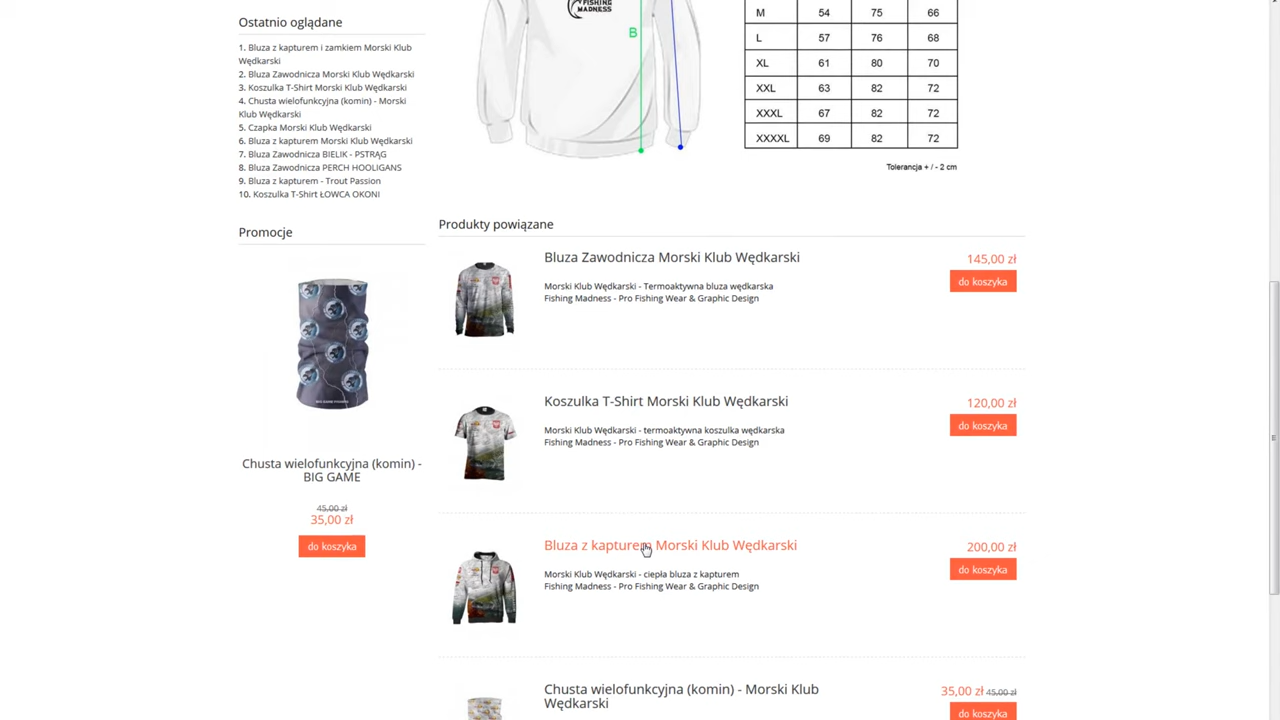 Ostatnio oglądane
1. Bluza z kapturem i zamkiem Morski Klub
Wędkarski
2. Bluza Zawodnicza Morski Klub Wędkarski
3. Koszulka T-Shirt Morski Klub Wędkarski
4. Chusta wielofunkcyjna (komin) - Morski
Klub Wędkarski
5. Czapka Morski Klub Wędkarski
6. Bluza z kapturem Morski Klub Wędkarski
7. Bluza Zawodnicza BIELIK - PSTRĄG
8. Bluza Zawodnicza PERCH HOOLIGANS
9. Bluza z kapturem - Trout Passion
10. Koszulka T-Shirt ŁOWCA OKONI
Promocje
BIG GAME FISHING
Chusta wielofunkcyjna (komin) -
BIG GAME
45,00 zł
35,00 zł
do koszyka
FISHING
MADNESS
B
M 54 75 66
L 57 76 68
XL 61 80 70
XXL 63 82 72
XXXL 67 82 72
XXXXL 69 82 72
Tolerancja + / - 2 cm
Produkty powiązane
Bluza Zawodnicza Morski Klub Wędkarski
145,00 zł
Morski Klub Wędkarski - Termoaktywna bluza wędkarska
Fishing Madness - Pro Fishing Wear & Graphic Design
do koszyka
Koszulka T-Shirt Morski Klub Wędkarski
120,00 zł
Morski Klub Wędkarski - termoaktywna koszulka wędkarska
Fishing Madness - Pro Fishing Wear & Graphic Design
do koszyka
Bluza z kapturem Morski Klub Wędkarski
200,00 zł
Morski Klub Wędkarski - ciepła bluza z kapturem
Fishing Madness - Pro Fishing Wear & Graphic Design
do koszyka
Chusta wielofunkcyjna (komin) - Morski Klub
Wędkarski
35,00 zł 45,00 zł
do koszyka